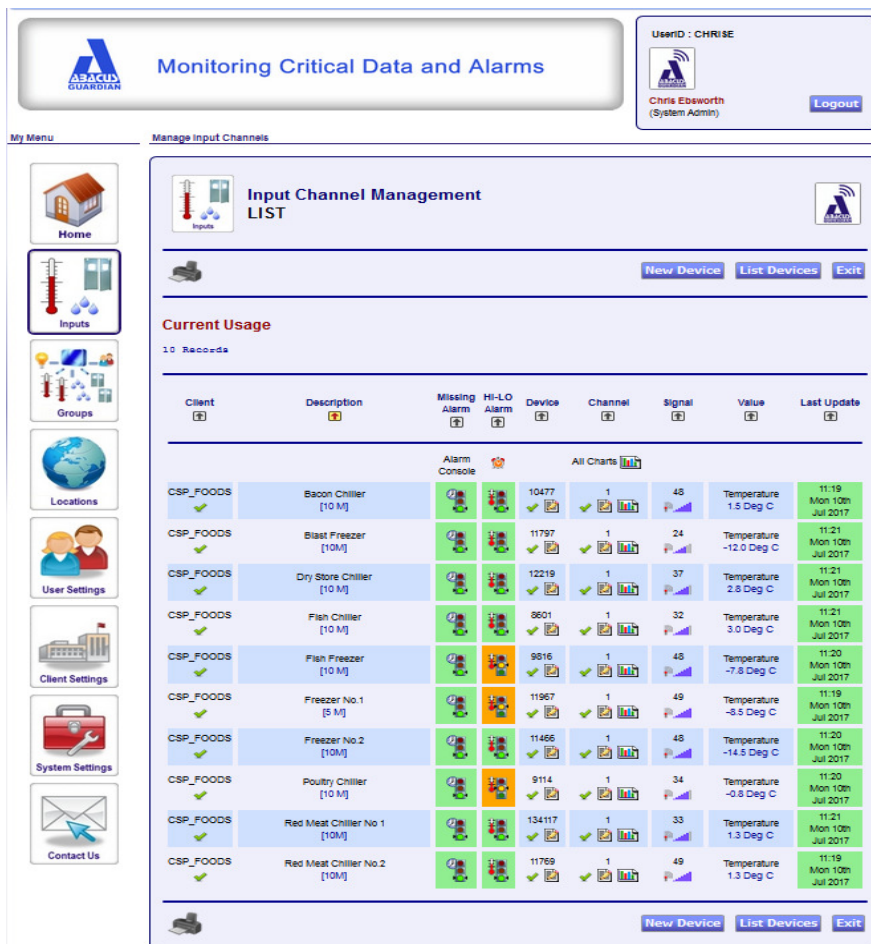 ABACUS
GUARDIAN
Monitoring Critical Data and Alarms
UserID : CHRISE
ABACUS
GUARDIAN
Chris Ebsworth
(System Admin)
Logout
My Menu
Manage Input Channels
Home
Inputs
Groups
Locations
User Settings
Client Settings
System Settings
Contact Us
Inputs
Input Channel Management
LIST
ABACUS
New Device List Devices Exit
Current Usage
10 Records
Client Description Missing Alarm HI-LO Alarm Device Channel Signal Value Last Update
Alarm Console All Charts
CSP_FOODS Bacon Chiller [10 M] 10477 1 48 Temperature 1.5 Deg C 11:19 Mon 10th Jul 2017
CSP_FOODS Blast Freezer [10M] 11797 1 24 Temperature -12.0 Deg C 11:21 Mon 10th Jul 2017
CSP_FOODS Dry Store Chiller [10 M] 12219 1 37 Temperature 2.8 Deg C 11:21 Mon 10th Jul 2017
CSP_FOODS Fish Chiller [10 M] 8601 1 32 Temperature 3.0 Deg C 11:21 Mon 10th Jul 2017
CSP_FOODS Fish Freezer [10 M] 9816 1 48 Temperature -7.8 Deg C 11:20 Mon 10th Jul 2017
CSP_FOODS Freezer No.1 [5 M] 11967 1 49 Temperature -8.5 Deg C 11:19 Mon 10th Jul 2017
CSP_FOODS Freezer No.2 [10M] 11466 1 48 Temperature -14.5 Deg C 11:20 Mon 10th Jul 2017
CSP_FOODS Poultry Chiller [10 M] 9114 1 34 Temperature -0.8 Deg C 11:20 Mon 10th Jul 2017
CSP_FOODS Red Meat Chiller No 1 [10M] 134117 1 33 Temperature 1.3 Deg C 11:21 Mon 10th Jul 2017
CSP_FOODS Red Meat Chiller No.2 [10M] 11769 1 49 Temperature 1.3 Deg C 11:19 Mon 10th Jul 2017
New Device List Devices Exit